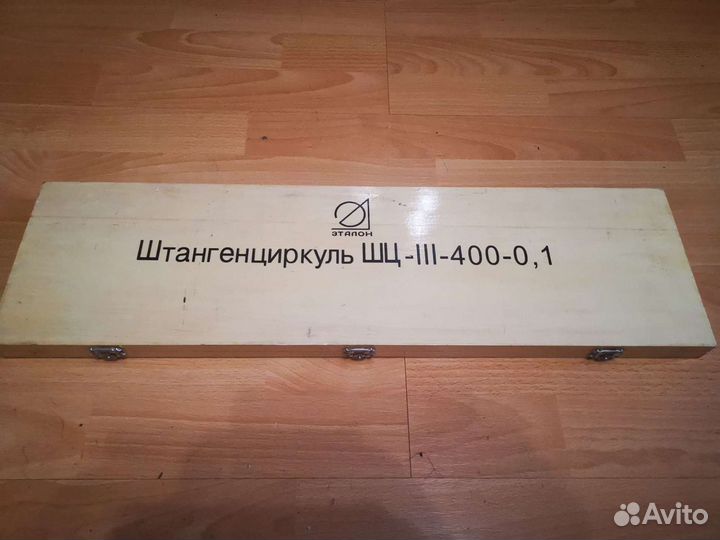 ЭТАЛОН
Штангенциркуль ШЦ-III-400-0,1
Avito